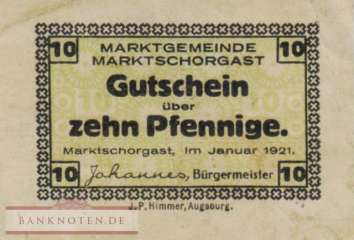 10 MARKTGEMEINDE 10
MARKTSCHORGAST
Gutschein
über
zehn Pfennige.
Marktschorgast, Im Januar 1921.
10 Johannes, Bürgermeister 10
J. P. Himmer, Augsburg.
BANKNOTEN.DE